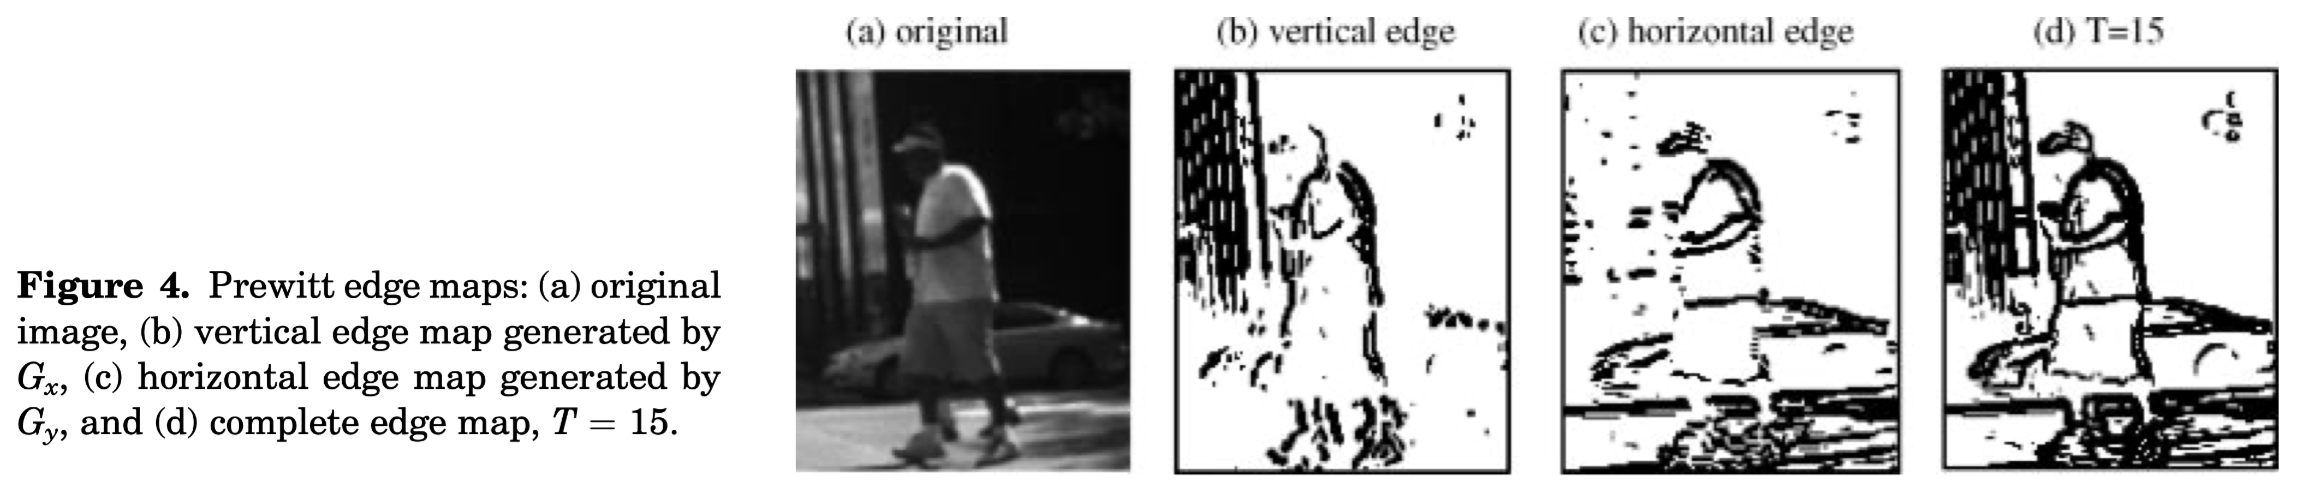 (a) original
(b) vertical edge
(c) horizontal edge
(d) T=15
Figure 4. Prewitt edge maps: (a) original
image, (b) vertical edge map generated by
Gx, (c) horizontal edge map generated by
Gy, and (d) complete edge map, T = 15.